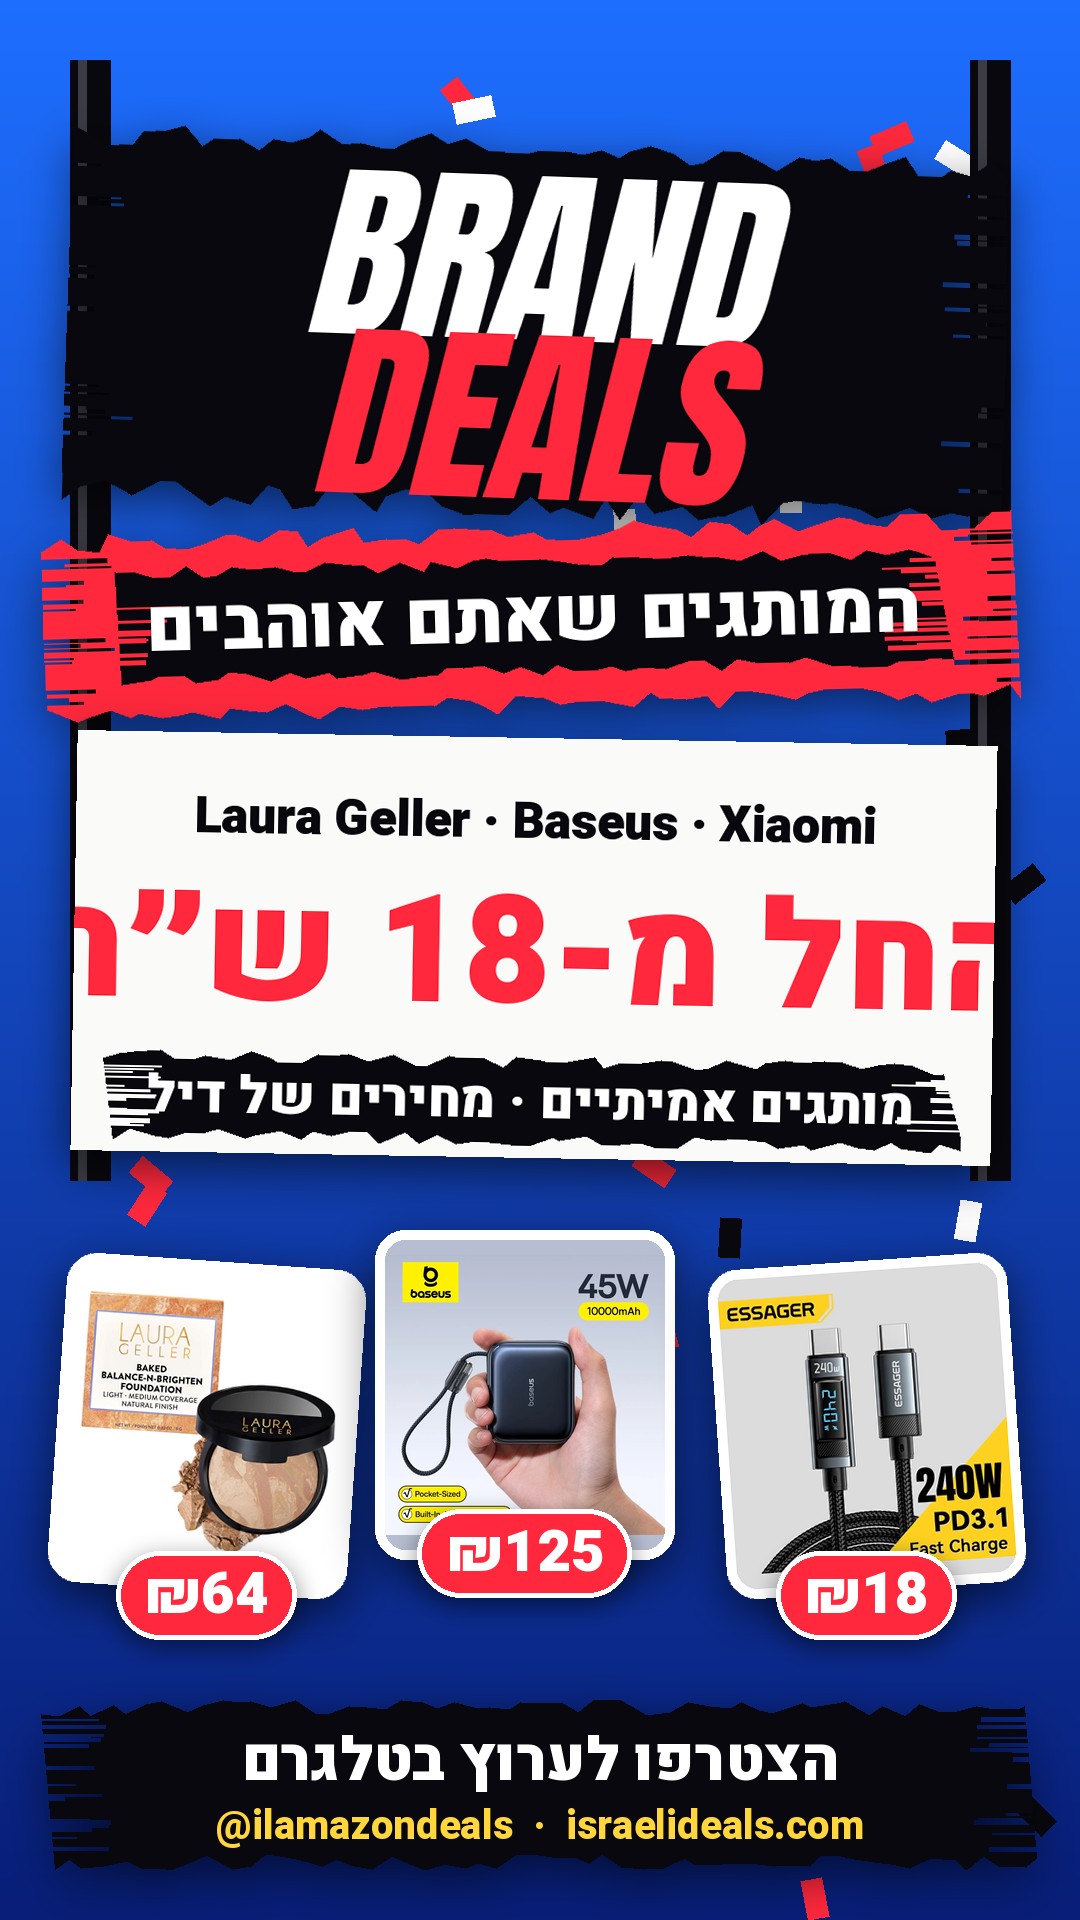 BRAND
DEALS
המותגים שאתם אוהבים
Laura Geller · Baseus · Xiaomi
החל מ-18 ש״ח
מותגים אמיתיים · מחירים של דיל
LAURA
GELLER
BAKED
BALANCE-N-BRIGHTEN
FOUNDATION
LIGHT - MEDIUM COVERAGE
NATURAL FINISH
LAURA
GELLER
₪64
baseus
45W
10000mAh
baseus
Pocket-Sized
₪125
ESSAGER
240w
ESSAGER
240W
PD3.1
Fast Charge
₪18
הצטרפו לערוץ בטלגרם
@ilamazondeals · israelideals.com